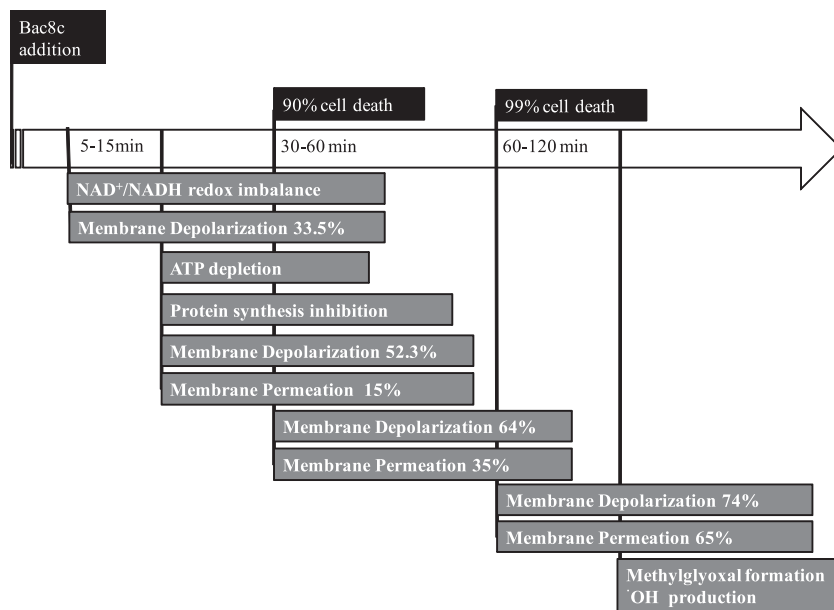 Bac8c
addition
90% cell death
99% cell death
5-15min
30-60 min
60-120 min
NAD⁺/NADH redox imbalance
Membrane Depolarization 33.5%
ATP depletion
Protein synthesis inhibition
Membrane Depolarization 52.3%
Membrane Permeation 15%
Membrane Depolarization 64%
Membrane Permeation 35%
Membrane Depolarization 74%
Membrane Permeation 65%
Methylglyoxal formation
˙OH production